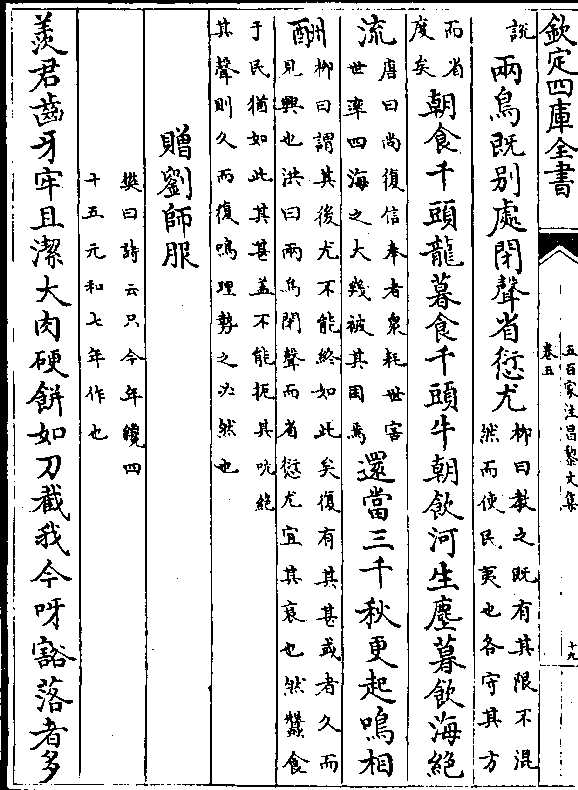 欽定四庫全書
五百家注昌黎文集
卷五
十九
說
兩鳥既别處閉聲省愆尤
柳曰教之既有其限不混
然而使民夷也各守其方
而省
度矣
朝食千頭龍暮食千頭牛朝飲河生塵暮飲海絶
流
唐曰尚復信奉者衆耗世害
世率四海之大幾被其困焉
還當三千秋更起鳴相
酬
柳曰謂其後尤不能終如此矣復有其甚或者久而
見興也洪曰兩鳥閉聲而省愆尤宜其哀也然蠶食
于民猶如此其甚盖不能扼其吭絶
其聲則久而復鳴理勢之必然也
贈劉師服
樊曰詩云只今年纔四
十五元和七年作也
羨君齒牙牢且潔大肉硬餅如刀截我今呀豁落者多